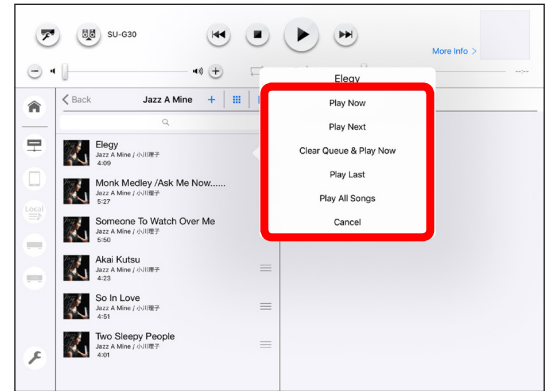 SU-G30
More Info >
--:--
Elegy
Back
Jazz A Mine
+
Play Now
Play Next
Clear Queue & Play Now
Play Last
Play All Songs
Cancel
Elegy
Jazz A Mine / 小川理子
4:09
Monk Medley /Ask Me Now......
Jazz A Mine / 小川理子
5:27
Someone To Watch Over Me
Jazz A Mine / 小川理子
5:50
Akai Kutsu
Jazz A Mine / 小川理子
4:23
So In Love
Jazz A Mine / 小川理子
4:51
Two Sleepy People
Jazz A Mine / 小川理子
4:01
Local